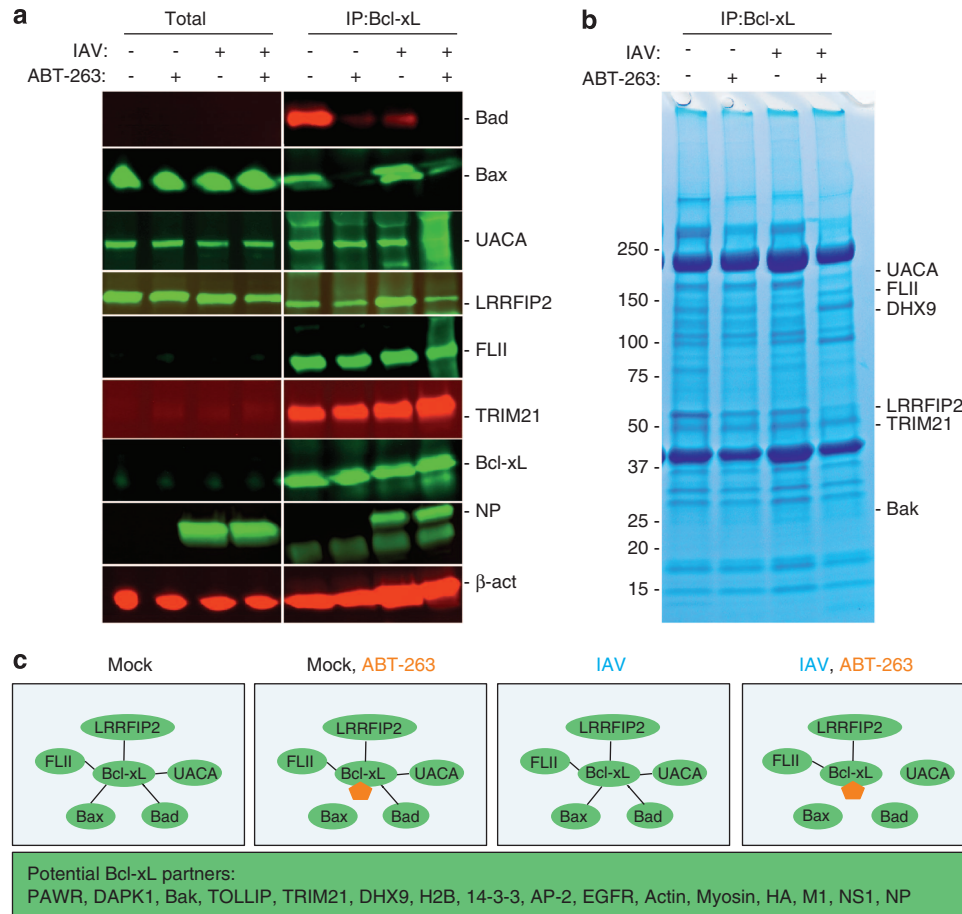 a
Total IP:Bcl-xL
IAV: - - + + - - + +
ABT-263: - + - + - + - +
- Bad
- Bax
- UACA
- LRRFIP2
- FLII
- TRIM21
- Bcl-xL
- NP
- β-act
b
IP:Bcl-xL
IAV: - - + +
ABT-263: - + - +
250 -
150 -
100 -
75 -
50 -
37 -
25 -
20 -
15 -
- UACA
- FLII
- DHX9
- LRRFIP2
- TRIM21
Bak
c
Mock Mock, ABT-263 IAV IAV, ABT-263
LRRFIP2 LRRFIP2 LRRFIP2 LRRFIP2
FLII FLII FLII FLII
Bcl-xL UACA Bcl-xL UACA Bcl-xL UACA Bcl-xL UACA
Bax Bad Bax Bad Bax Bad Bax Bad
Potential Bcl-xL partners:
PAWR, DAPK1, Bak, TOLLIP, TRIM21, DHX9, H2B, 14-3-3, AP-2, EGFR, Actin, Myosin, HA, M1, NS1, NP